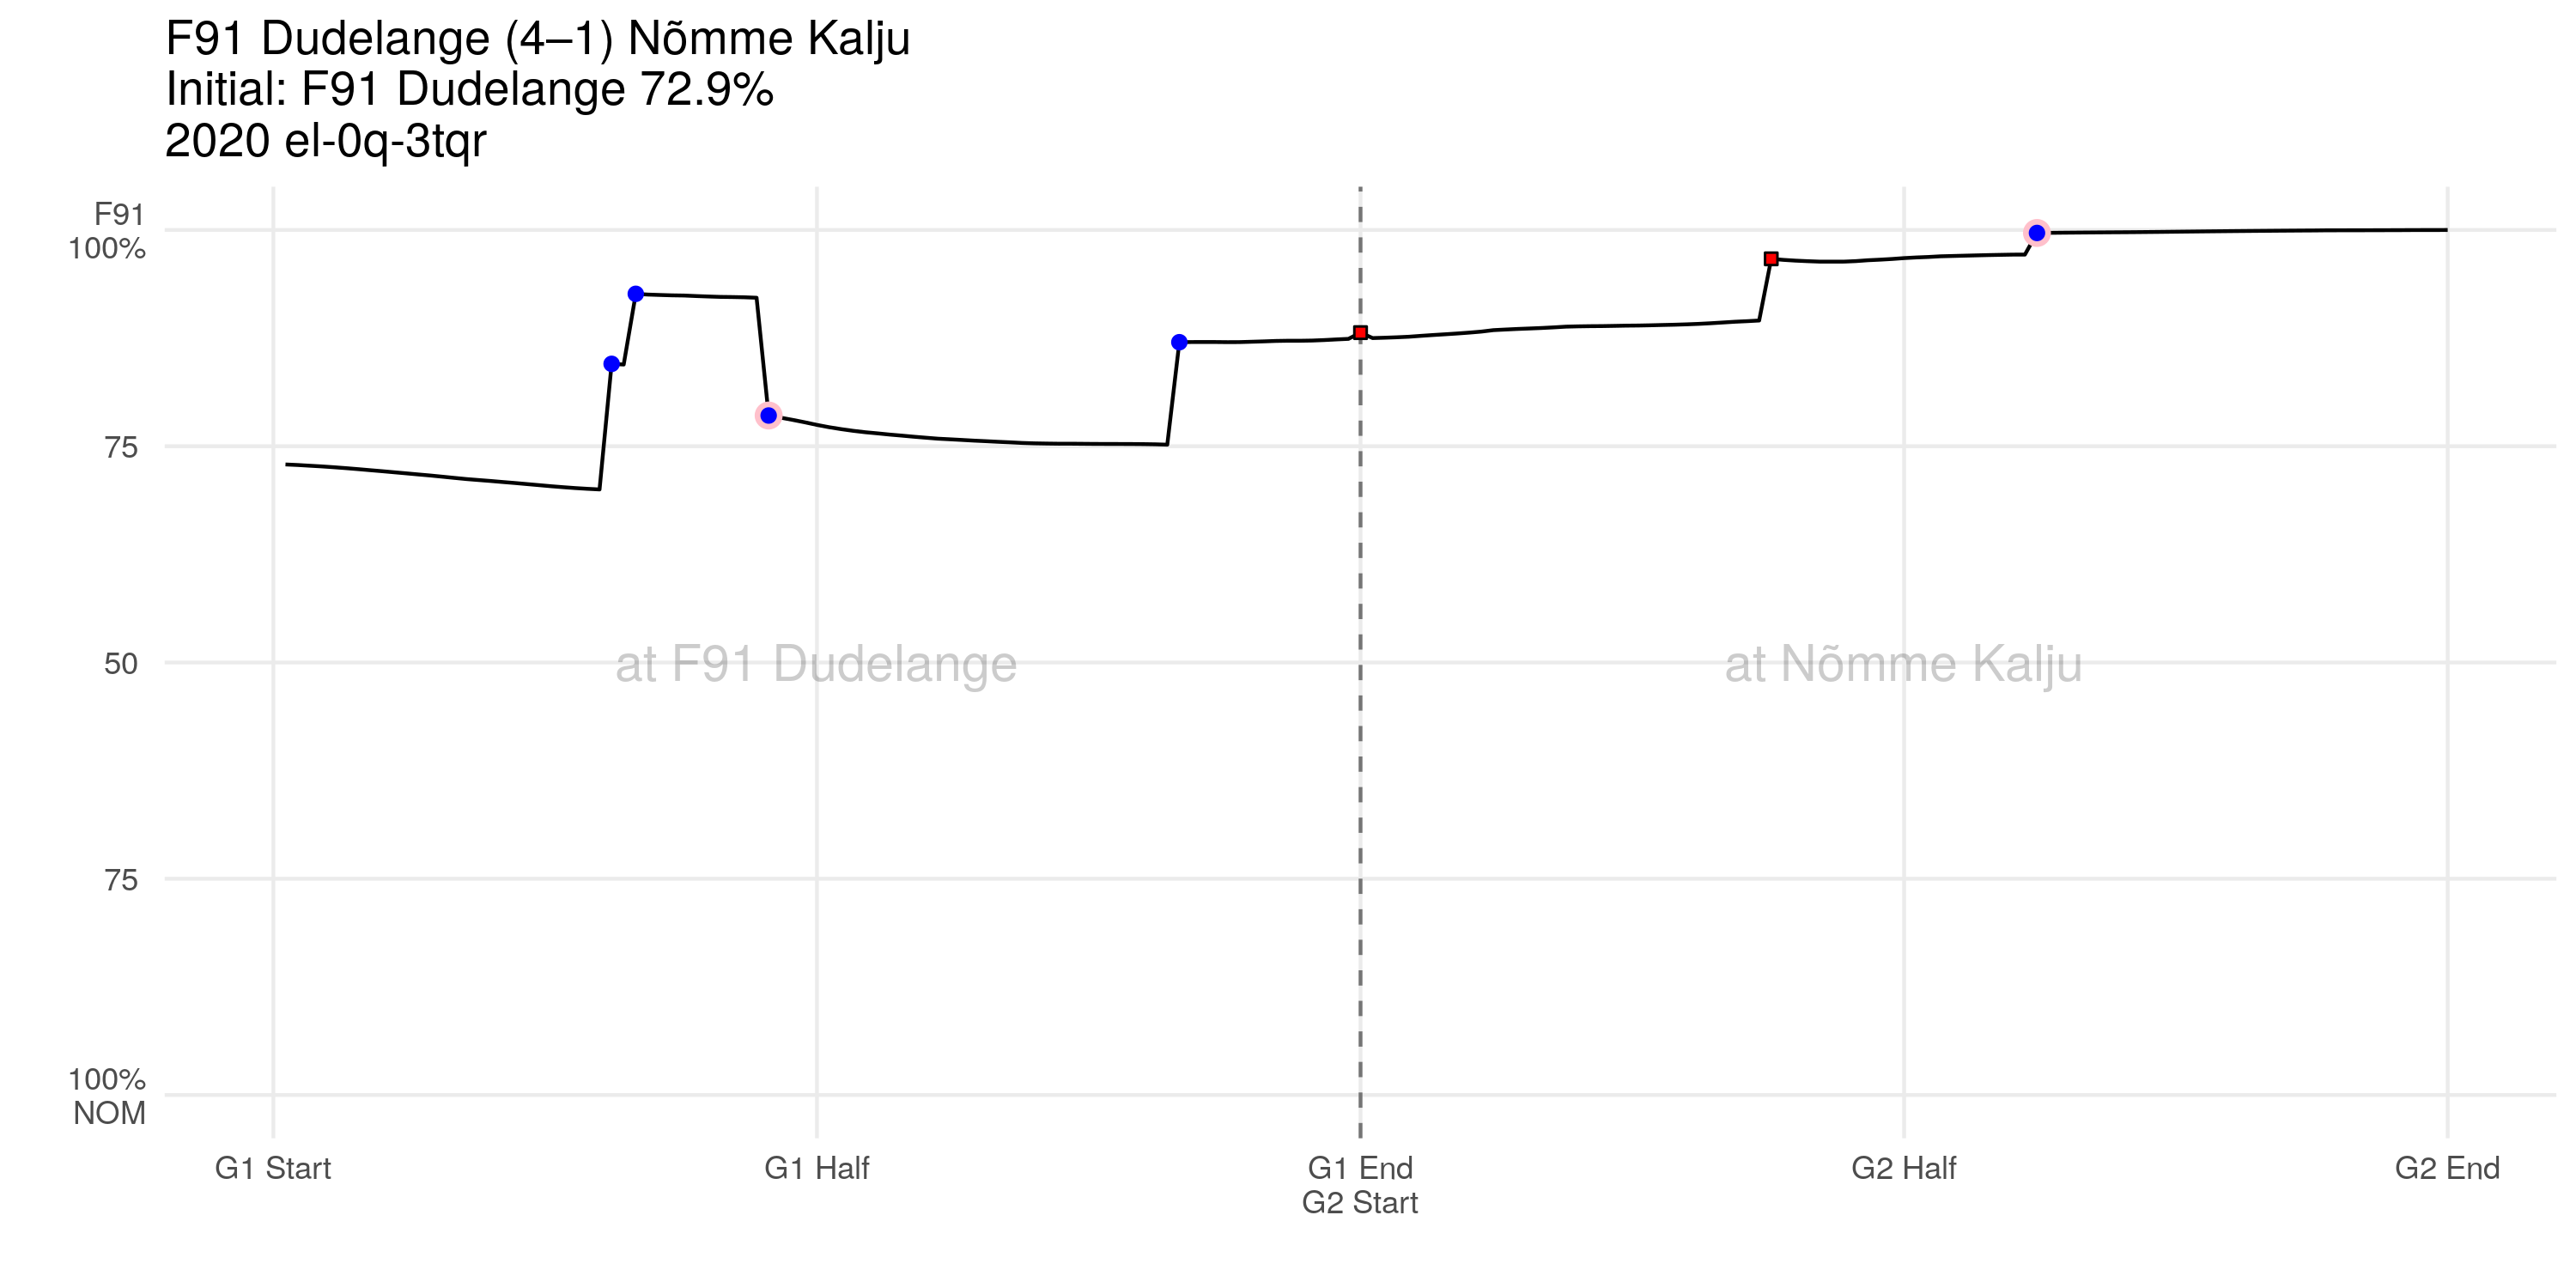 F91 Dudelange (4–1) Nõmme Kalju
Initial: F91 Dudelange 72.9%
2020 el-0q-3tqr
F91
100%
75
50
75
100%
NOM
at F91 Dudelange
at Nõmme Kalju
G1 Start
G1 Half
G1 End
G2 Start
G2 Half
G2 End